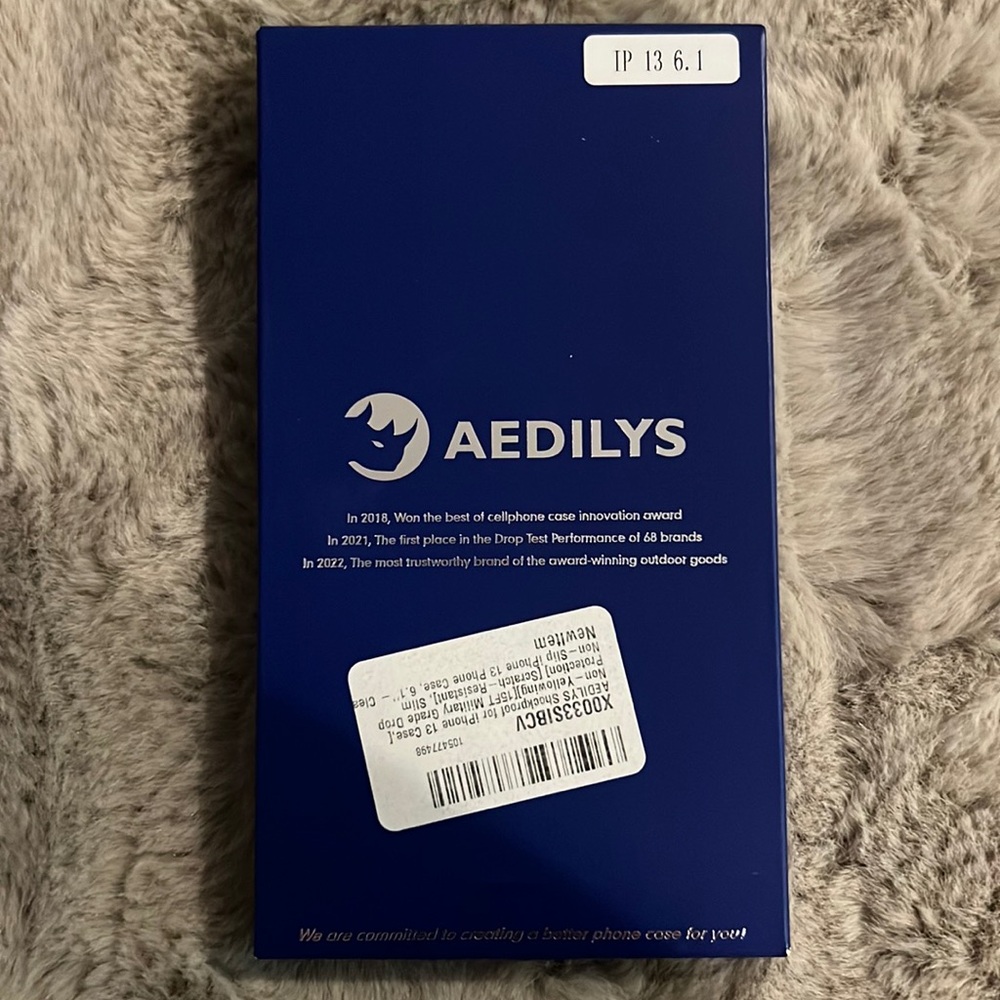 IP 13 6.1
AEDILYS
In 2018, Won the best of cellphone case innovation award
In 2021, The first place in the Drop Test Performance of 68 brands
In 2022, The most trustworthy brand of the award-winning outdoor goods
105477498
X0033SIBCV
AEDILYS Shockproof for iPhone 13 Case,[
Non-Yellowing][15FT Military Grade Drop
Protection] [Scratch-Resistant], Slim
Non-Slip iPhone 13 Phone Case, 6.1'' - Clea
NewItem
We are committed to creating a better phone case for you!